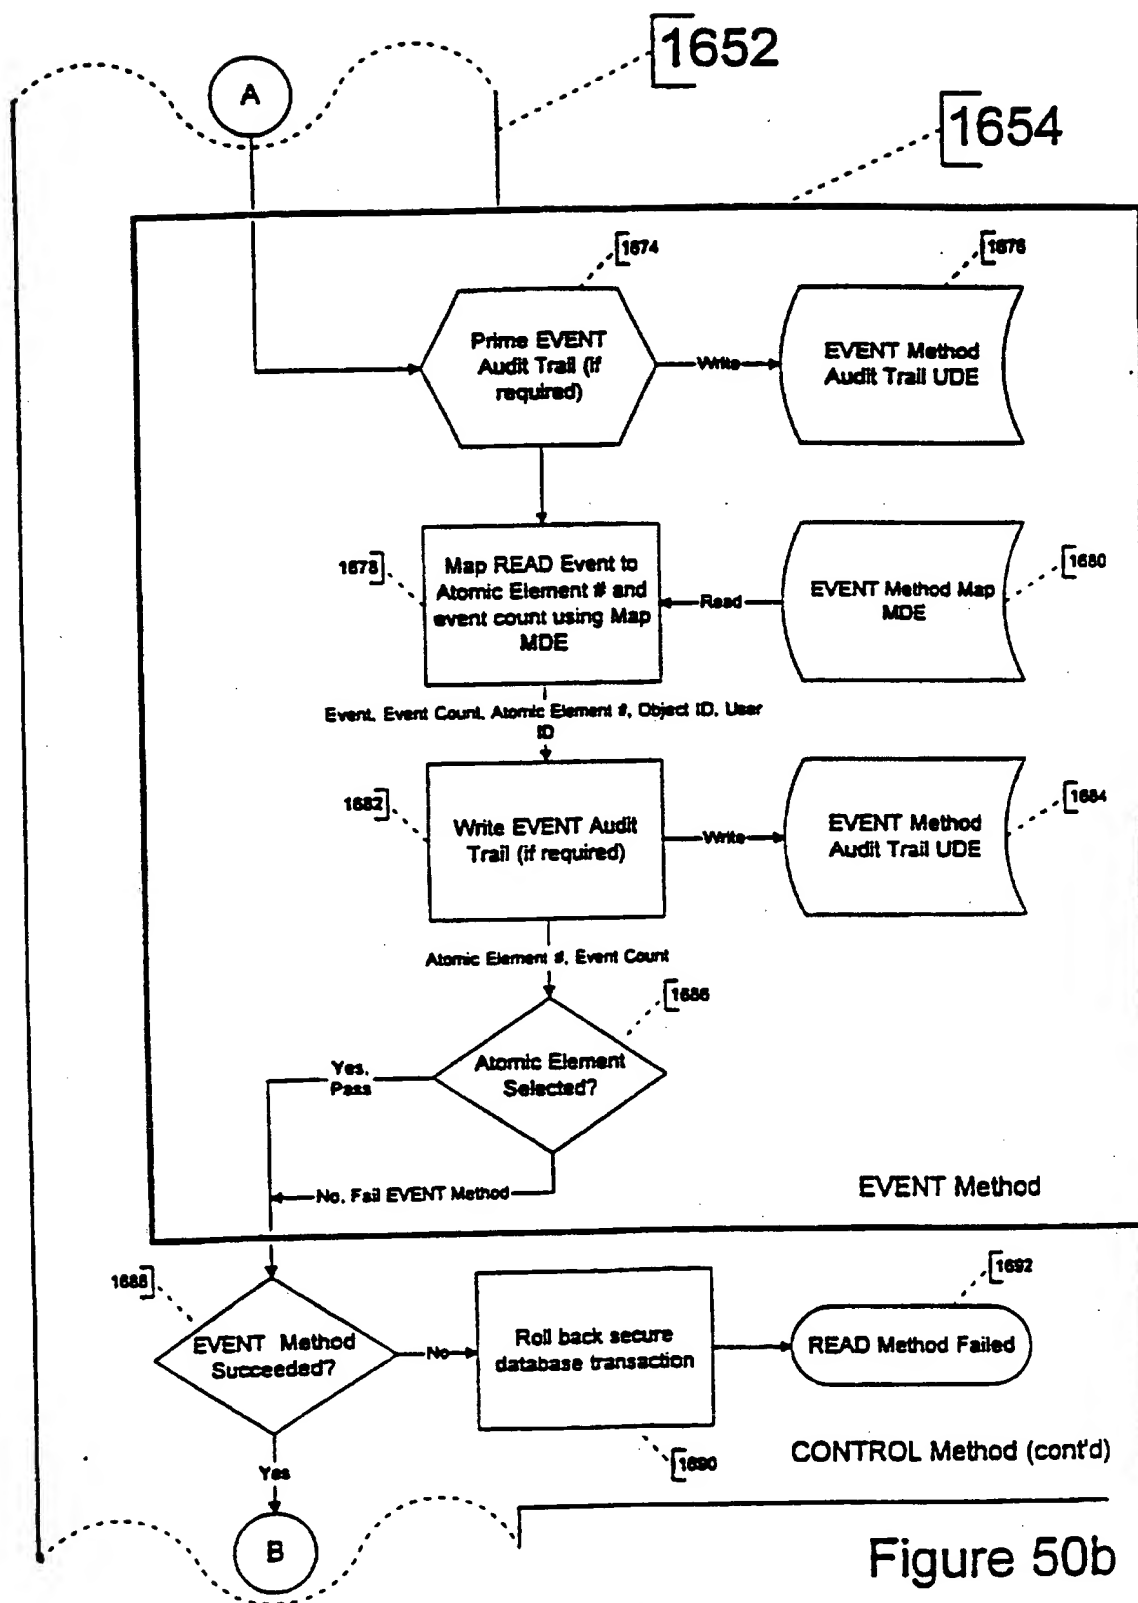 1652
A
1654
1674
1676
Prime EVENT
Audit Trail (if
required)
Write
EVENT Method
Audit Trail UDE
1678
Map READ Event to
Atomic Element # and
event count using Map
MDE
Read
EVENT Method Map
MDE
1680
Event, Event Count, Atomic Element #, Object ID, User
ID
1682
Write EVENT Audit
Trail (if required)
Write
EVENT Method
Audit Trail UDE
1684
Atomic Element #, Event Count
1686
Atomic Element
Selected?
Yes,
Pass
No, Fail EVENT Method
EVENT Method
1688
EVENT Method
Succeeded?
No
Roll back secure
database transaction
1692
READ Method Failed
1690
CONTROL Method (cont'd)
Yes
B
Figure 50b